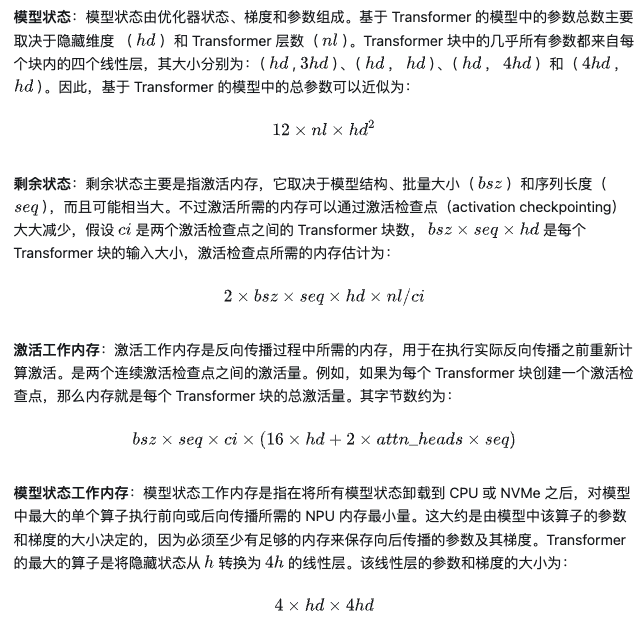 模型状态：模型状态由优化器状态、梯度和参数组成。基于 Transformer 的模型中的参数总数主要
取决于隐藏维度 （hd）和 Transformer 层数（nl）。Transformer 块中的几乎所有参数都来自每
个块内的四个线性层，其大小分别为：（hd , 3hd）、（hd ， hd）、（hd ， 4hd ）和（4hd ，
hd ）。因此，基于 Transformer 的模型中的总参数可以近似为：
12 × nl × hd²
剩余状态：剩余状态主要是指激活内存，它取决于模型结构、批量大小（bsz ）和序列长度（
seq），而且可能相当大。不过激活所需的内存可以通过激活检查点（activation checkpointing）
大大减少，假设 ci 是两个激活检查点之间的 Transformer 块数， bsz × seq × hd 是每个
Transformer 块的输入大小，激活检查点所需的内存估计为：
2 × bsz × seq × hd × nl/ci
激活工作内存：激活工作内存是反向传播过程中所需的内存，用于在执行实际反向传播之前重新计
算激活。是两个连续激活检查点之间的激活量。例如，如果为每个 Transformer 块创建一个激活检
查点，那么内存就是每个 Transformer 块的总激活量。其字节数约为：
bsz × seq × ci × (16 × hd + 2 × attn_heads × seq)
模型状态工作内存：模型状态工作内存是指在将所有模型状态卸载到 CPU 或 NVMe 之后，对模型
中最大的单个算子执行前向或后向传播所需的 NPU 内存最小量。这大约是由模型中该算子的参数
和梯度的大小决定的，因为必须至少有足够的内存来保存向后传播的参数及其梯度。Transformer
的最大的算子是将隐藏状态从 h 转换为 4h 的线性层。该线性层的参数和梯度的大小为：
4 × hd × 4hd